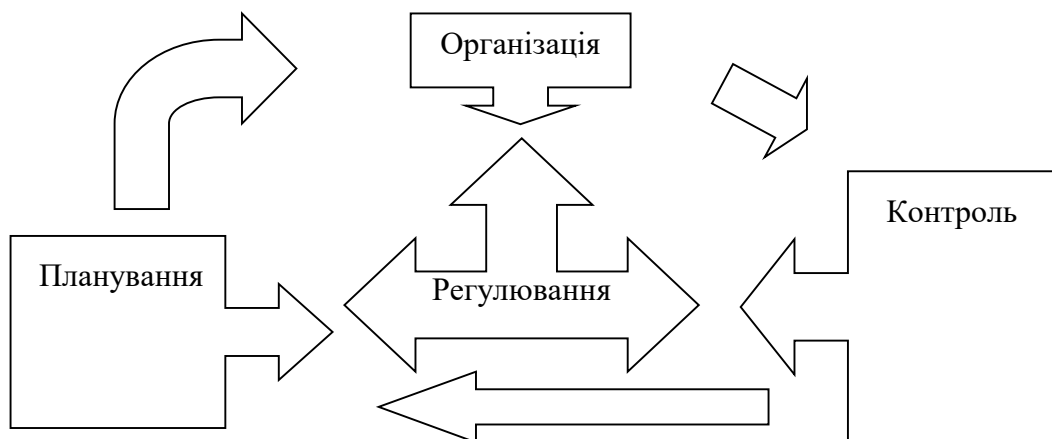 Організація
Контроль
Планування
Регулювання